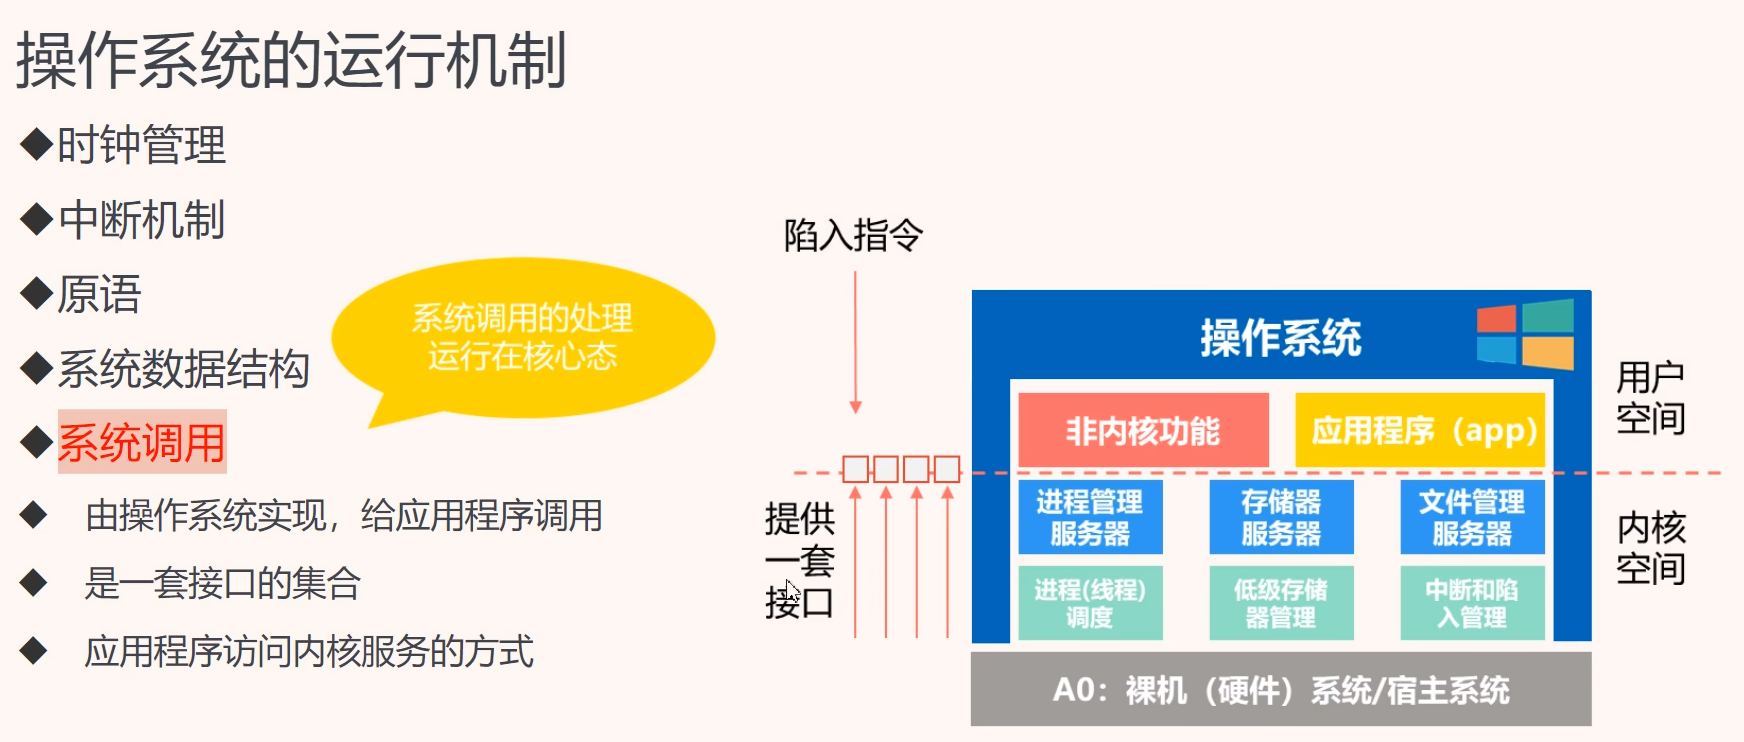 操作系统的运行机制
◆时钟管理
◆中断机制
◆原语
◆系统数据结构
◆系统调用
◆ 由操作系统实现，给应用程序调用
◆ 是一套接口的集合
◆ 应用程序访问内核服务的方式
系统调用的处理
运行在核心态
陷入指令
提供
一套
接口
操作系统
非内核功能
应用程序（app）
进程管理
服务器
存储器
服务器
文件管理
服务器
进程(线程)
调度
低级存储
器管理
中断和陷
入管理
A0：裸机（硬件）系统/宿主系统
用户
空间
内核
空间